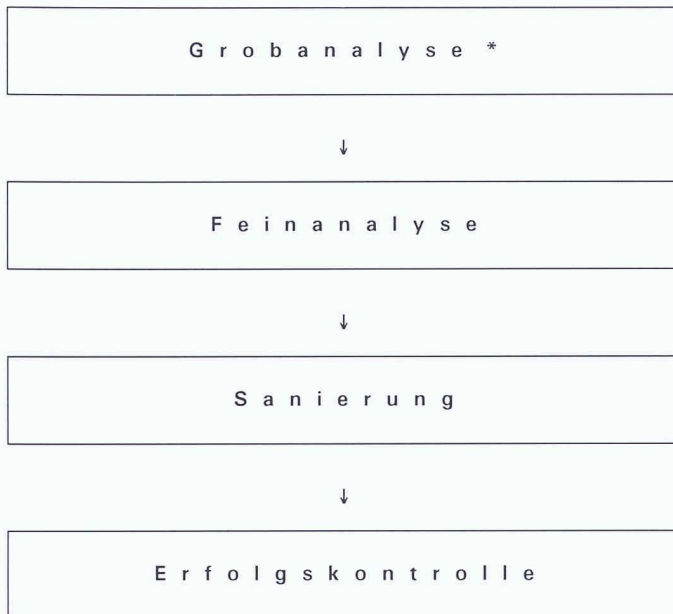 Grobanalyse *
↓
Feinanalyse
↓
Sanierung
↓
Erfolgskontrolle